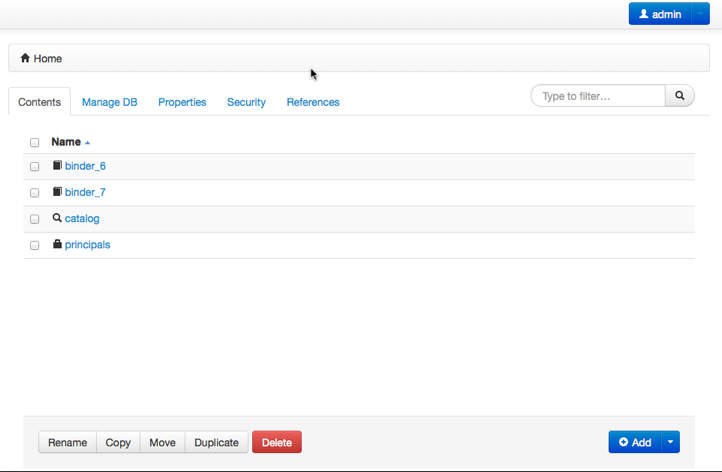 admin
Home
Contents Manage DB Properties Security References Type to filter...
Name
binder_6
binder_7
catalog
principals
Rename Copy Move Duplicate Delete Add